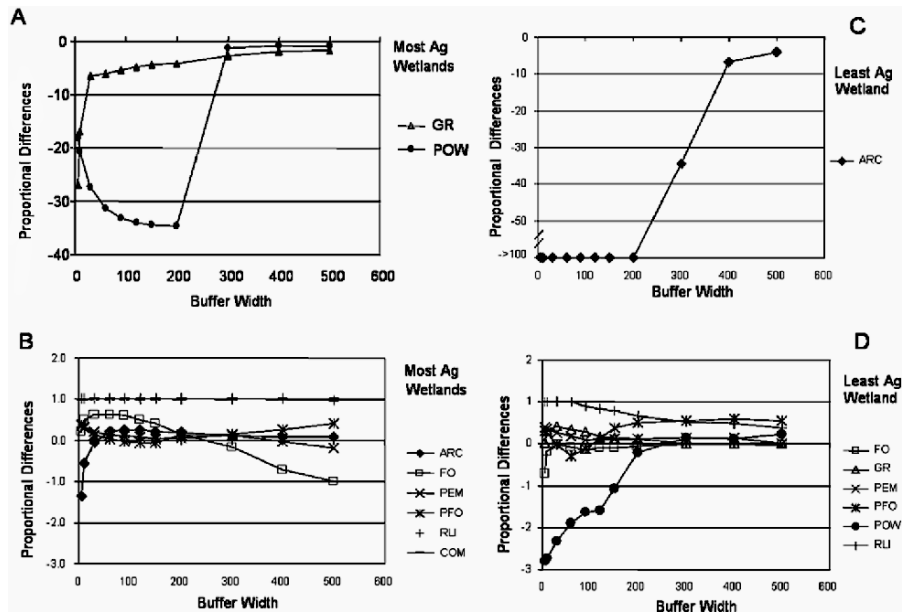 A
0
-10
-20
-30
-40
0 100 200 300 400 500 600
Buffer Width
Proportional Differences
Most Ag
Wetlands
GR
POW
C
0
-10
-20
-30
-40
-50
->100
0 100 200 300 400 500 600
Buffer Width
Proportional Differences
Least Ag
Wetland
ARC
B
2.0
1.0
0.0
-1.0
-2.0
-3.0
0 100 200 300 400 500 600
Buffer Width
Proportional Differences
Most Ag
Wetlands
ARC
FO
PEM
PFO
RLI
COM
D
2
1
0
-1
-2
-3
0 100 200 300 400 500 600
Buffer Width
Proportional Differences
Least Ag
Wetland
FO
GR
PEM
PFO
POW
RLI